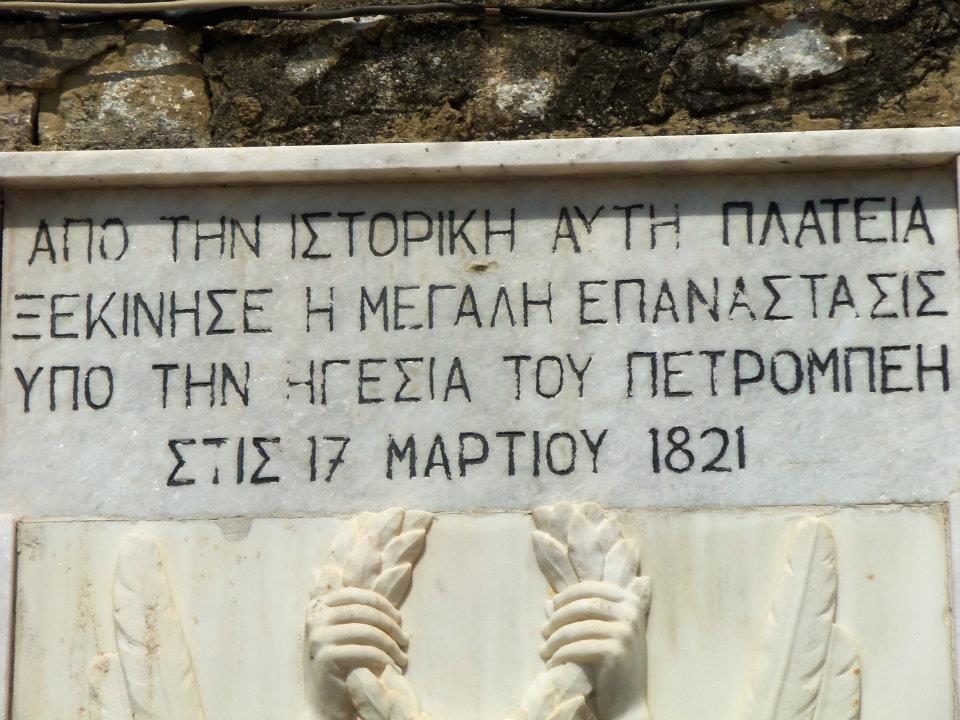 ΑΠΟ ΤΗΝ ΙΣΤΟΡΙΚΗ ΑΥΤΗ ΠΛΑΤΕΙΑ
ΞΕΚΙΝΗΣΕ Η ΜΕΓΑΛΗ ΕΠΑΝΑΣΤΑΣΙΣ
ΥΠΟ ΤΗΝ ΗΓΕΣΙΑ ΤΟΥ ΠΕΤΡΟΜΠΕΗ
ΣΤΙΣ 17 ΜΑΡΤΙΟΥ 1821